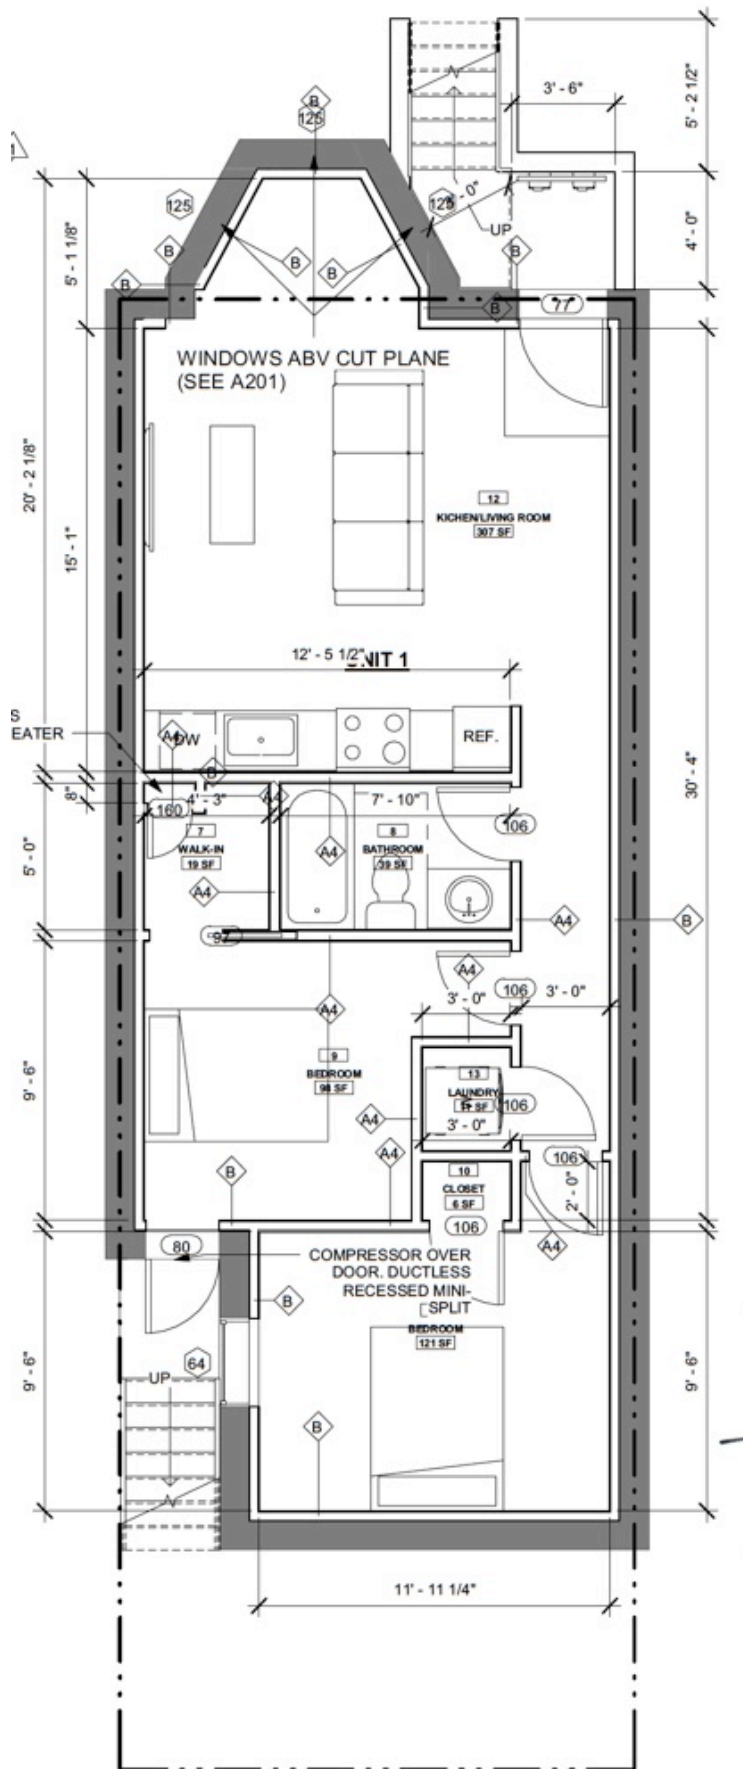 3' - 6"
5' - 2 1/2"
B
125
125
UP
4' - 0"
B
B
B
B
5' - 1 1/8"
B
B
77
WINDOWS ABV CUT PLANE
(SEE A201)
20' - 2 1/8"
15' - 1"
12
KICHEN/LIVING ROOM
307 SF
12' - 5 1/2"
NIT 1
S
EATER
A4
DW
REF.
B
8"
160
4' - 3"
A4
7' - 10"
106
30' - 4"
7
WALK-IN
19 SF
A4
8
BATHROOM
39 SF
5' - 0"
A4
A4
B
97
A4
A4
106
3' - 0"
3' - 0"
9
BEDROOM
98 SF
13
LAUNDRY
SF
106
9' - 6"
A4
3' - 0"
A4
106
10
CLOSET
6 SF
2' - 0"
B
106
A4
80
COMPRESSOR OVER
DOOR. DUCTLESS
RECESSED MINI-
SPLIT
B
BEDROOM
121 SF
64
UP
9' - 6"
9' - 6"
B
11' - 11 1/4"